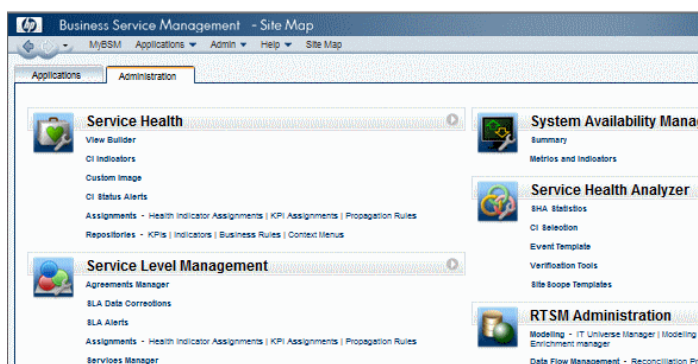 hp Business Service Management - Site Map
MyBSM Applications Admin Help Site Map
Applications Administration
Service Health
View Builder
CI Indicators
Custom Image
CI Status Alerts
Assignments - Health Indicator Assignments | KPI Assignments | Propagation Rules
Repositories - KPIs | Indicators | Business Rules | Context Menus
Service Level Management
Agreements Manager
SLA Data Corrections
SLA Alerts
Assignments - Health Indicator Assignments | KPI Assignments | Propagation Rules
Services Manager
System Availability Mana
Summary
Metrics and Indicators
Service Health Analyzer
SHA Statistics
CI Selection
Event Template
Verification Tools
SiteScope Templates
RTSM Administration
Modeling - IT Universe Manager | Modeling
Enrichment manager
Data Flow Management - Reconciliation Pr